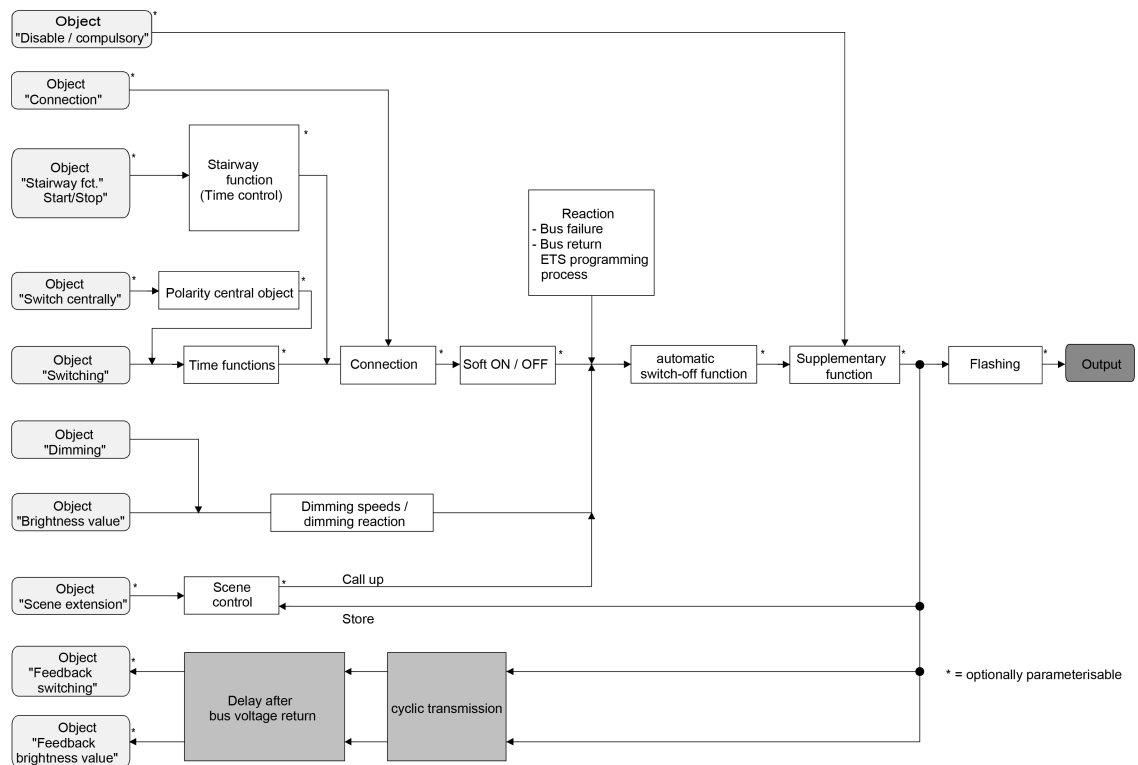 Object
"Disable / compulsory"
*
Object
"Connection"
*
Object
"Stairway fct."
Start/Stop"
*
Stairway
function
(Time control)
*
Reaction
- Bus failure
- Bus return
ETS programming
process
Object
"Switch centrally"
*
Polarity central object
*
Object
"Switching"
Time functions
*
Connection
*
Soft ON / OFF
*
automatic
switch-off function
*
Supplementary
function
*
Flashing
*
Output
Object
"Dimming"
Object
"Brightness value"
Dimming speeds /
dimming reaction
Object
"Scene extension"
*
Scene
control
*
Call up
Store
Object
"Feedback
switching"
*
Delay after
bus voltage return
cyclic transmission
* = optionally parameterisable
Object
"Feedback
brightness value"
*